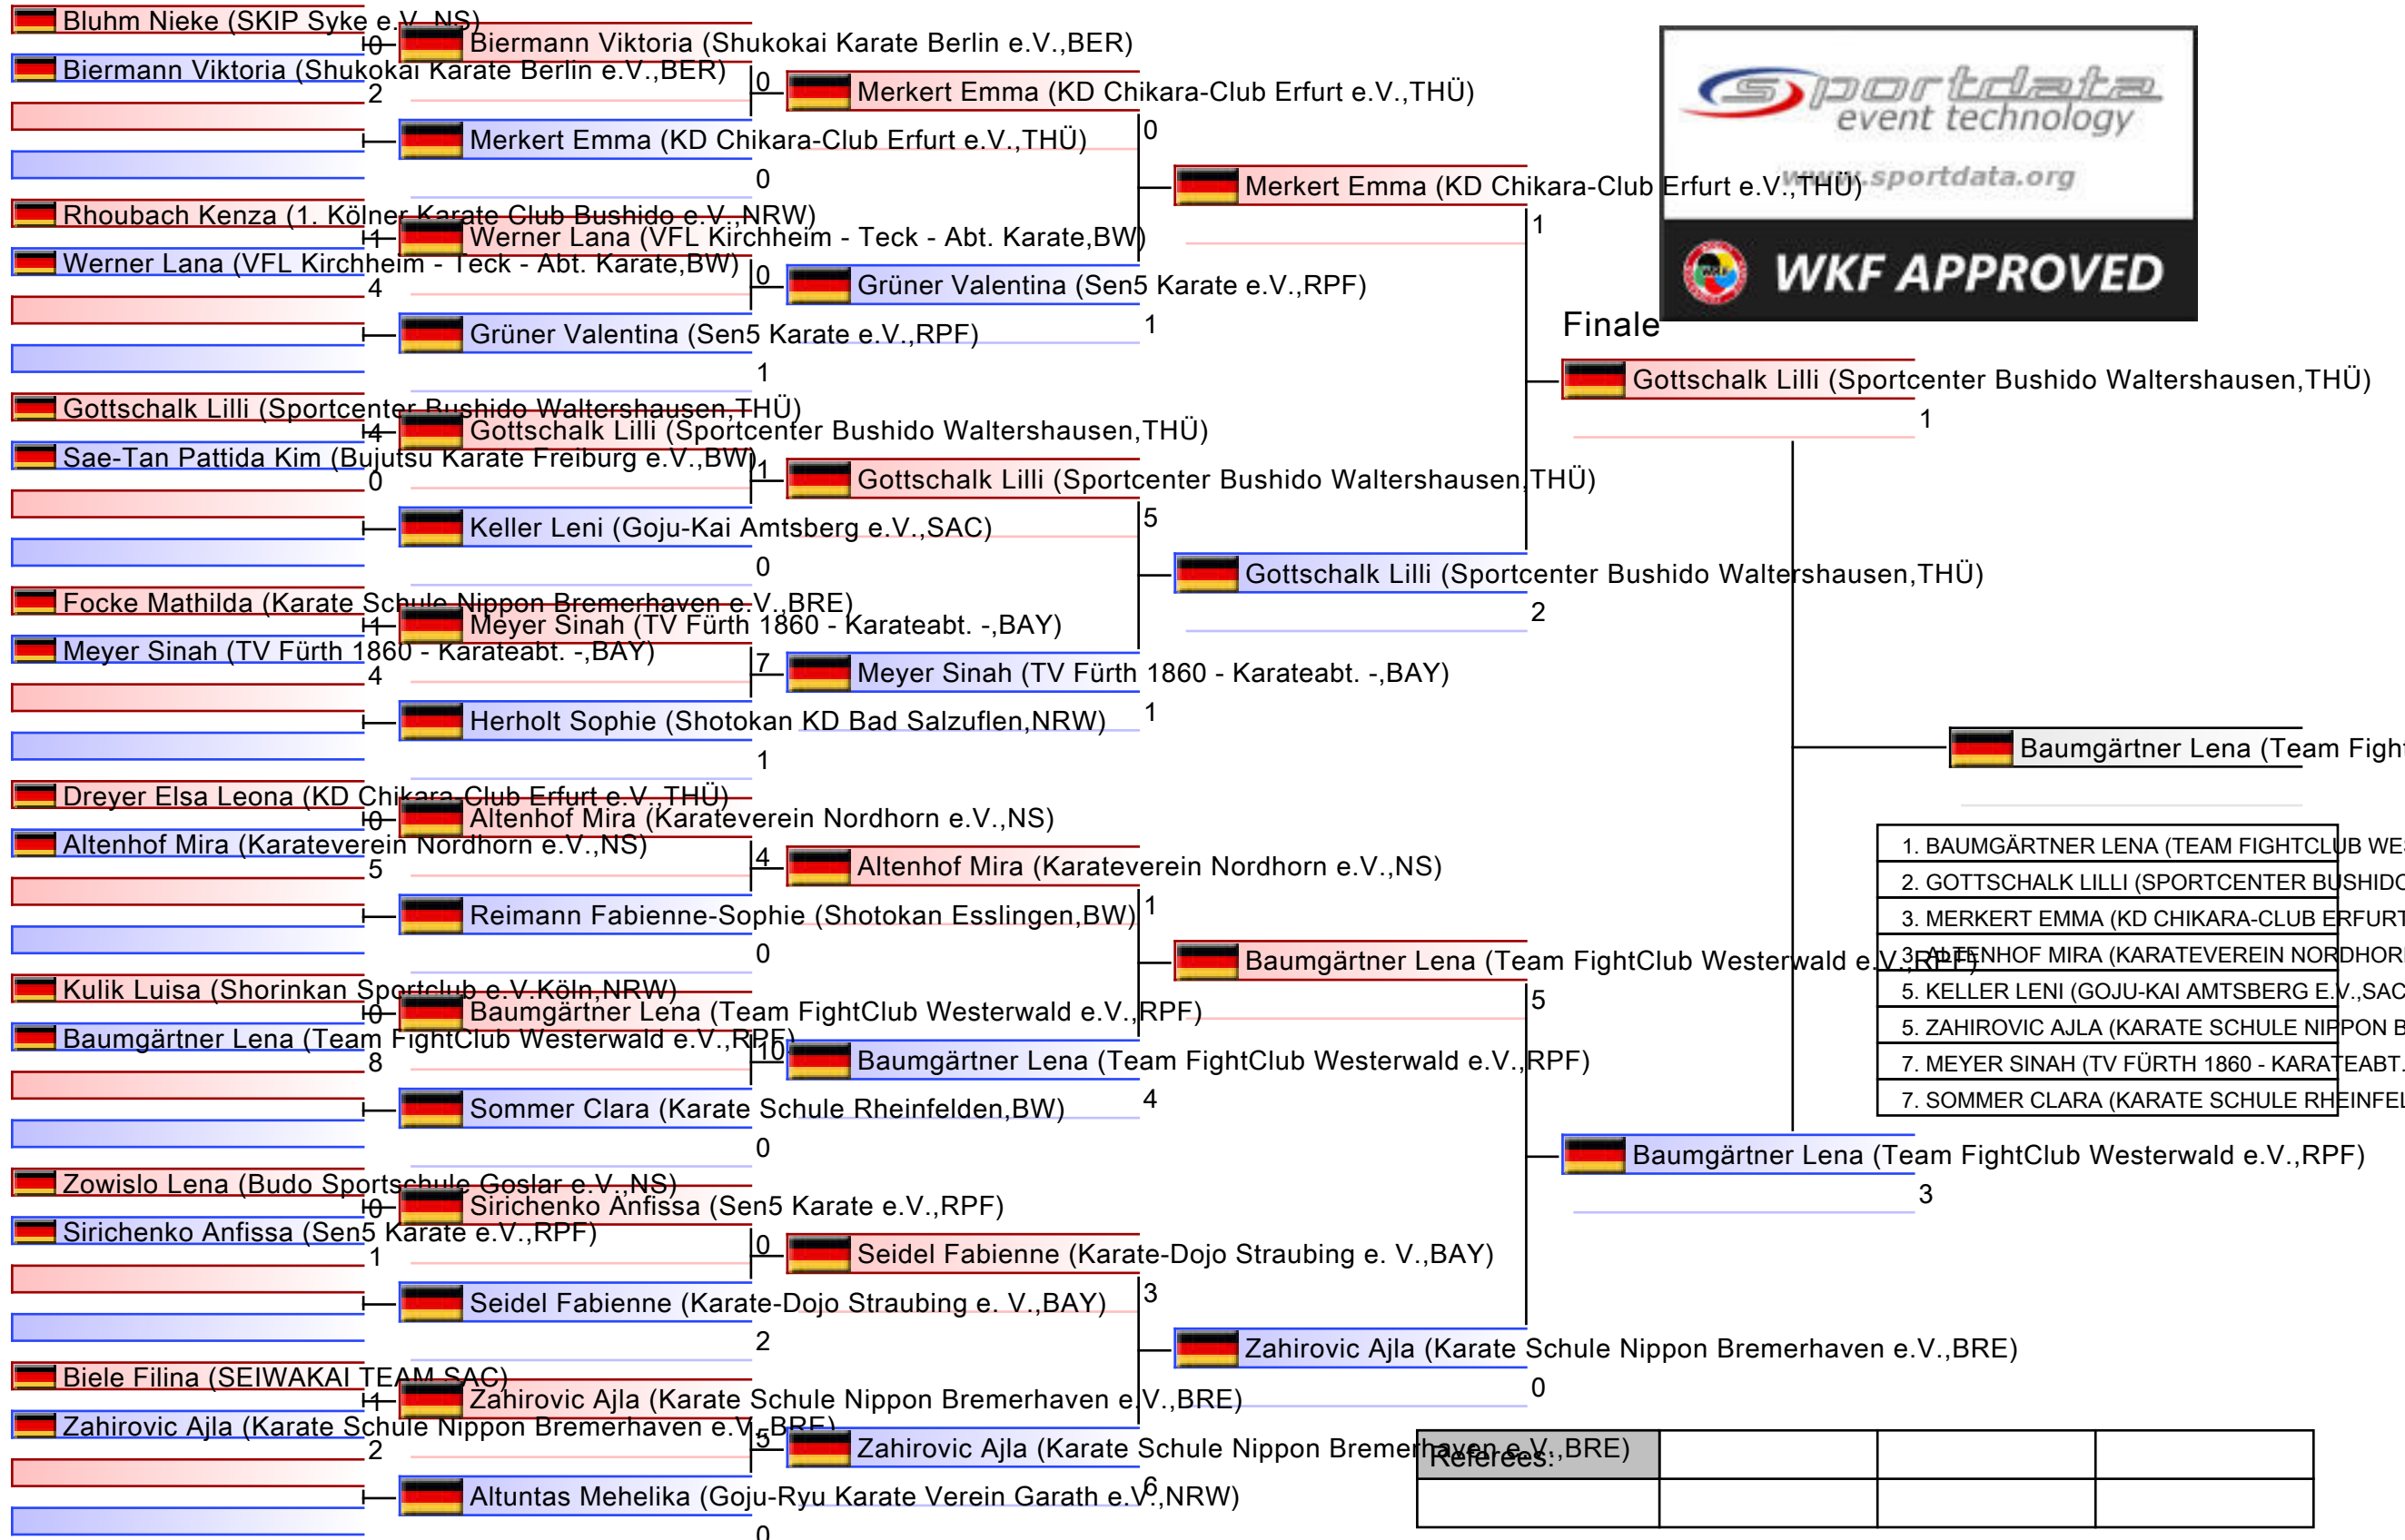 Bluhm Nieke (SKIP Syke e.V.,NS)
0
Biermann Viktoria (Shukokai Karate Berlin e.V.,BER)
2
Rhoubach Kenza (1. Kölner Karate Club Bushido e.V.,NRW)
1
Werner Lana (VFL Kirchheim - Teck - Abt. Karate,BW)
4
Gottschalk Lilli (Sportcenter Bushido Waltershausen,THÜ)
4
Sae-Tan Pattida Kim (Bujutsu Karate Freiburg e.V.,BW)
0
Focke Mathilda (Karate Schule Nippon Bremerhaven e.V.,BRE)
1
Meyer Sinah (TV Fürth 1860 - Karateabt. -,BAY)
4
Dreyer Elsa Leona (KD Chikara-Club Erfurt e.V.,THÜ)
0
Altenhof Mira (Karateverein Nordhorn e.V.,NS)
5
Kulik Luisa (Shorinkan Sportclub e.V.Köln,NRW)
0
Baumgärtner Lena (Team FightClub Westerwald e.V.,RPF)
8
Zowislo Lena (Budo Sportschule Goslar e.V.,NS)
0
Sirichenko Anfissa (Sen5 Karate e.V.,RPF)
1
Biele Filina (SEIWAKAI TEAM,SAC)
1
Zahirovic Ajla (Karate Schule Nippon Bremerhaven e.V.,BRE)
2
Biermann Viktoria (Shukokai Karate Berlin e.V.,BER)
0
Merkert Emma (KD Chikara-Club Erfurt e.V.,THÜ)
0
Werner Lana (VFL Kirchheim - Teck - Abt. Karate,BW)
0
Grüner Valentina (Sen5 Karate e.V.,RPF)
1
Gottschalk Lilli (Sportcenter Bushido Waltershausen,THÜ)
1
Keller Leni (Goju-Kai Amtsberg e.V.,SAC)
0
Meyer Sinah (TV Fürth 1860 - Karateabt. -,BAY)
7
Herholt Sophie (Shotokan KD Bad Salzuflen,NRW)
1
Altenhof Mira (Karateverein Nordhorn e.V.,NS)
4
Reimann Fabienne-Sophie (Shotokan Esslingen,BW)
0
Baumgärtner Lena (Team FightClub Westerwald e.V.,RPF)
10
Sommer Clara (Karate Schule Rheinfelden,BW)
0
Sirichenko Anfissa (Sen5 Karate e.V.,RPF)
0
Seidel Fabienne (Karate-Dojo Straubing e. V.,BAY)
2
Zahirovic Ajla (Karate Schule Nippon Bremerhaven e.V.,BRE)
5
Altuntas Mehelika (Goju-Ryu Karate Verein Garath e.V.,NRW)
0
Merkert Emma (KD Chikara-Club Erfurt e.V.,THÜ)
0
Grüner Valentina (Sen5 Karate e.V.,RPF)
1
Gottschalk Lilli (Sportcenter Bushido Waltershausen,THÜ)
5
Meyer Sinah (TV Fürth 1860 - Karateabt. -,BAY)
1
Altenhof Mira (Karateverein Nordhorn e.V.,NS)
1
Baumgärtner Lena (Team FightClub Westerwald e.V.,RPF)
4
Seidel Fabienne (Karate-Dojo Straubing e. V.,BAY)
3
Zahirovic Ajla (Karate Schule Nippon Bremerhaven e.V.,BRE)
6
Merkert Emma (KD Chikara-Club Erfurt e.V.,THÜ)
1
Gottschalk Lilli (Sportcenter Bushido Waltershausen,THÜ)
2
Baumgärtner Lena (Team FightClub Westerwald e.V.,RPF)
5
Zahirovic Ajla (Karate Schule Nippon Bremerhaven e.V.,BRE)
0
Finale
Gottschalk Lilli (Sportcenter Bushido Waltershausen,THÜ)
1
Baumgärtner Lena (Team FightClub Westerwald e.V.,RPF)
3
sportdata
event technology
www.sportdata.org
WKF
WKF APPROVED
Baumgärtner Lena (Team Fight
1. BAUMGÄRTNER LENA (TEAM FIGHTCLUB WES
2. GOTTSCHALK LILLI (SPORTCENTER BUSHIDO
3. MERKERT EMMA (KD CHIKARA-CLUB ERFURT
3. ALTENHOF MIRA (KARATEVEREIN NORDHOR
5. KELLER LENI (GOJU-KAI AMTSBERG E.V.,SAC
5. ZAHIROVIC AJLA (KARATE SCHULE NIPPON B
7. MEYER SINAH (TV FÜRTH 1860 - KARATEABT.
7. SOMMER CLARA (KARATE SCHULE RHEINFEL
Referees: